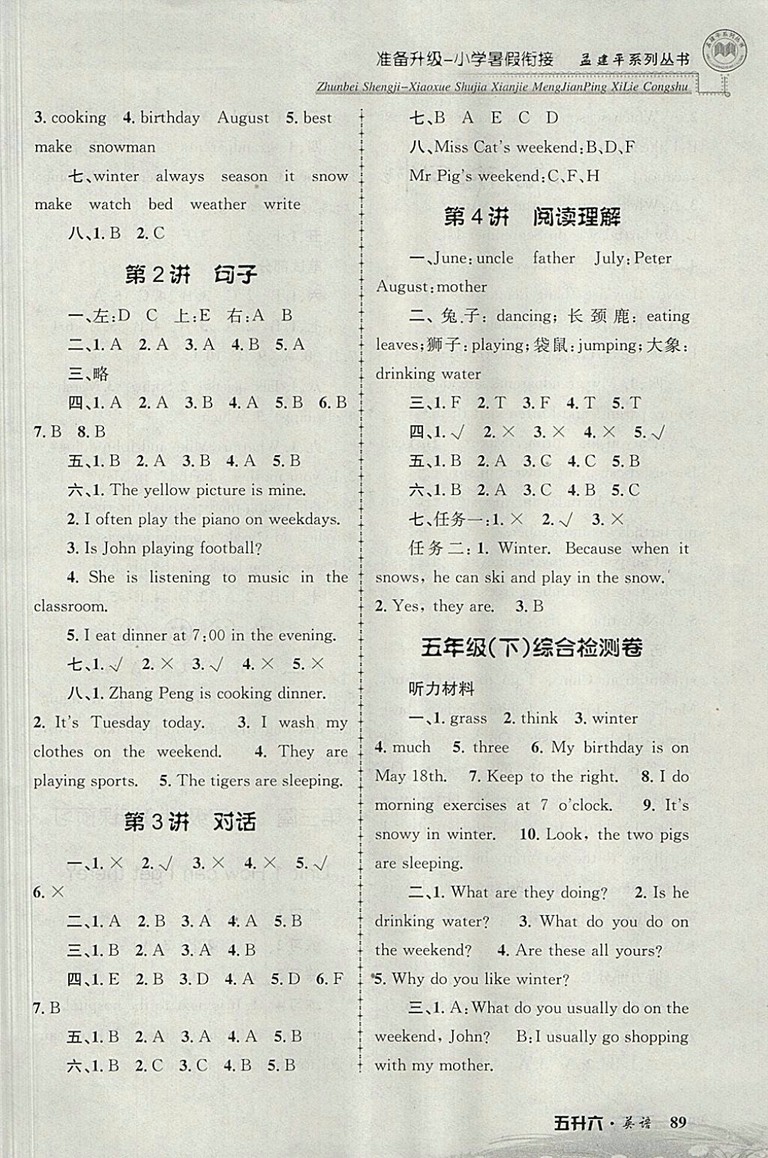 准备升级-小学暑假衔接 孟建平系列丛书
Zhunbei Shengji-Xiaoxue Shujia Xianjie MengJianPing XiLie Congshu
3. cooking 4. birthday August 5. best
make snowman
七、winter always season it snow
make watch bed weather write
八、1. B 2. C
第2讲 句子
一、左:D C 上:E 右:A B
二、1. A 2. A 3. A 4. B 5. A
三、略
四、1. A 2. A 3. B 4. A 5. B 6. B
7. B 8. B
五、1. B 2. A 3. B 4. A 5. B
六、1. The yellow picture is mine.
2. I often play the piano on weekdays.
3. Is John playing football?
4. She is listening to music in the
classroom.
5. I eat dinner at 7:00 in the evening.
七、1. √ 2. × 3. √ 4. × 5. ×
八、1. Zhang Peng is cooking dinner.
2. It's Tuesday today. 3. I wash my
clothes on the weekend. 4. They are
playing sports. 5. The tigers are sleeping.
第3讲 对话
一、1. × 2. √ 3. × 4. × 5. √
6. ×
二、1. A 2. B 3. A 4. A 5. B
三、1. B 2. A 3. A 4. B
四、1. E 2. B 3. D 4. A 5. D 6. F
7. B
五、1. B 2. A 3. A 4. A 5. A
六、1. B 2. C 3. C 4. B 5. B
七、B A E C D
八、Miss Cat's weekend:B、D、F
Mr Pig's weekend:C、F、H
第4讲 阅读理解
一、June:uncle father July:Peter
August:mother
二、兔子: dancing; 长颈鹿: eating
leaves;狮子:playing;袋鼠:jumping;大象:
drinking water
三、1. F 2. T 3. F 4. T 5. T
四、1. √ 2. × 3. × 4. × 5. √
五、1. B 2. A 3. C 4. C 5. B
六、1. B 2. A 3. A 4. B 5. C
七、任务一:1. × 2. √ 3. ×
任务二: 1. Winter. Because when it
snows, he can ski and play in the snow.
2. Yes, they are. 3. B
五年级(下)综合检测卷
听力材料
一、1. grass 2. think 3. winter
4. much 5. three 6. My birthday is on
May 18th. 7. Keep to the right. 8. I do
morning exercises at 7 o'clock. 9. It's
snowy in winter. 10. Look, the two pigs
are sleeping.
二、1. What are they doing? 2. Is he
drinking water? 3. What do you do on
the weekend? 4. Are these all yours?
5. Why do you like winter?
三、1. A:What do you usually do on the
weekend, John? B:I usually go shopping
with my mother.
五升六·英语 89